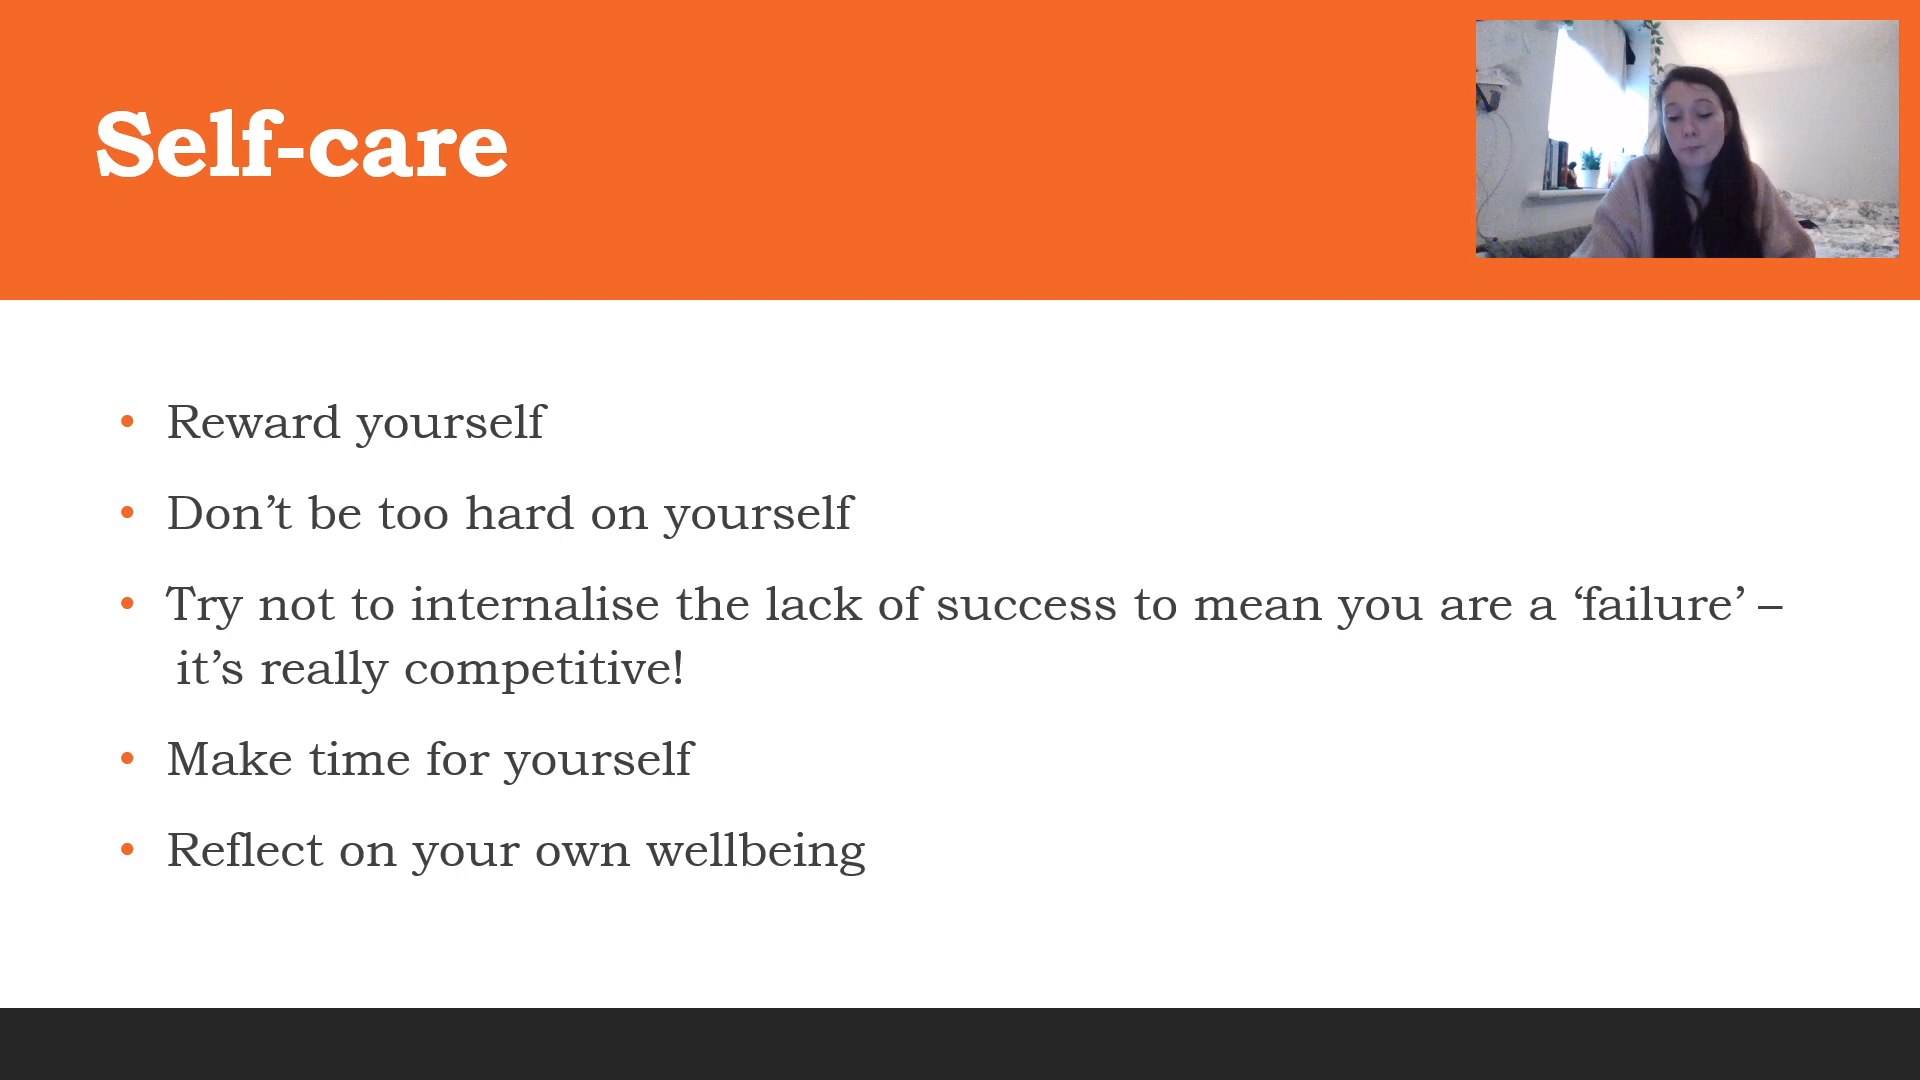 Self-care
• Reward yourself
• Don’t be too hard on yourself
• Try not to internalise the lack of success to mean you are a ‘failure’ –
it’s really competitive!
• Make time for yourself
• Reflect on your own wellbeing